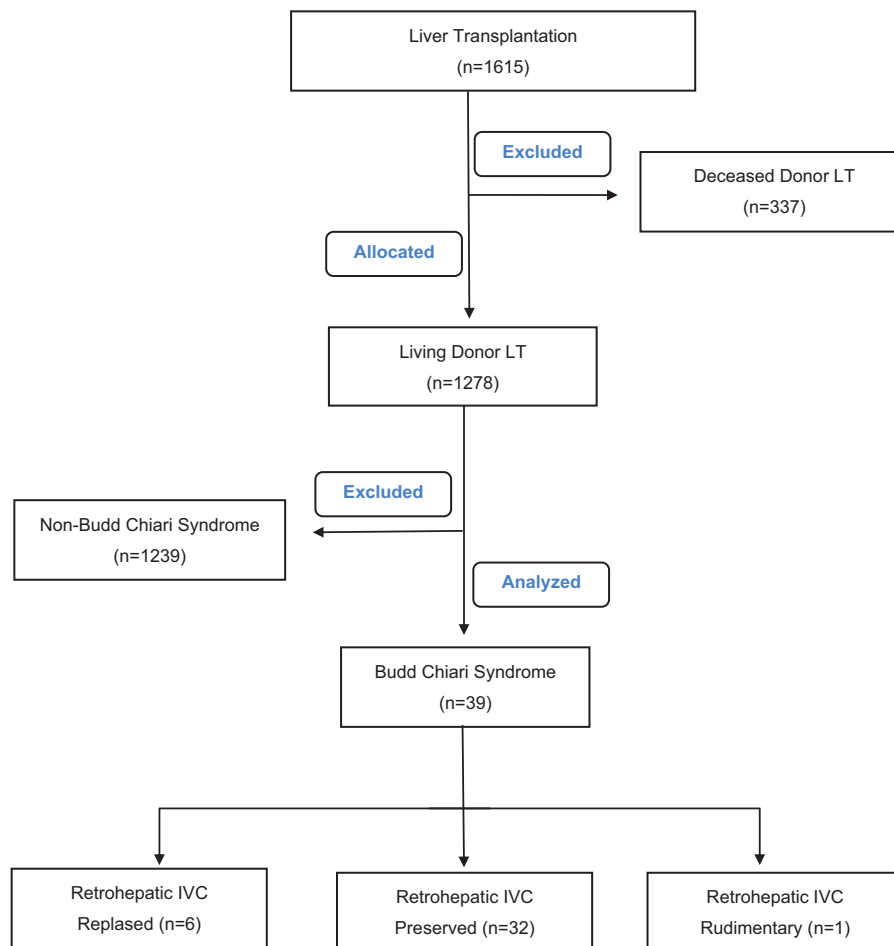 Liver Transplantation
(n=1615)
Excluded
Deceased Donor LT
(n=337)
Allocated
Living Donor LT
(n=1278)
Excluded
Non-Budd Chiari Syndrome
(n=1239)
Analyzed
Budd Chiari Syndrome
(n=39)
Retrohepatic IVC
Replased (n=6)
Retrohepatic IVC
Preserved (n=32)
Retrohepatic IVC
Rudimentary (n=1)